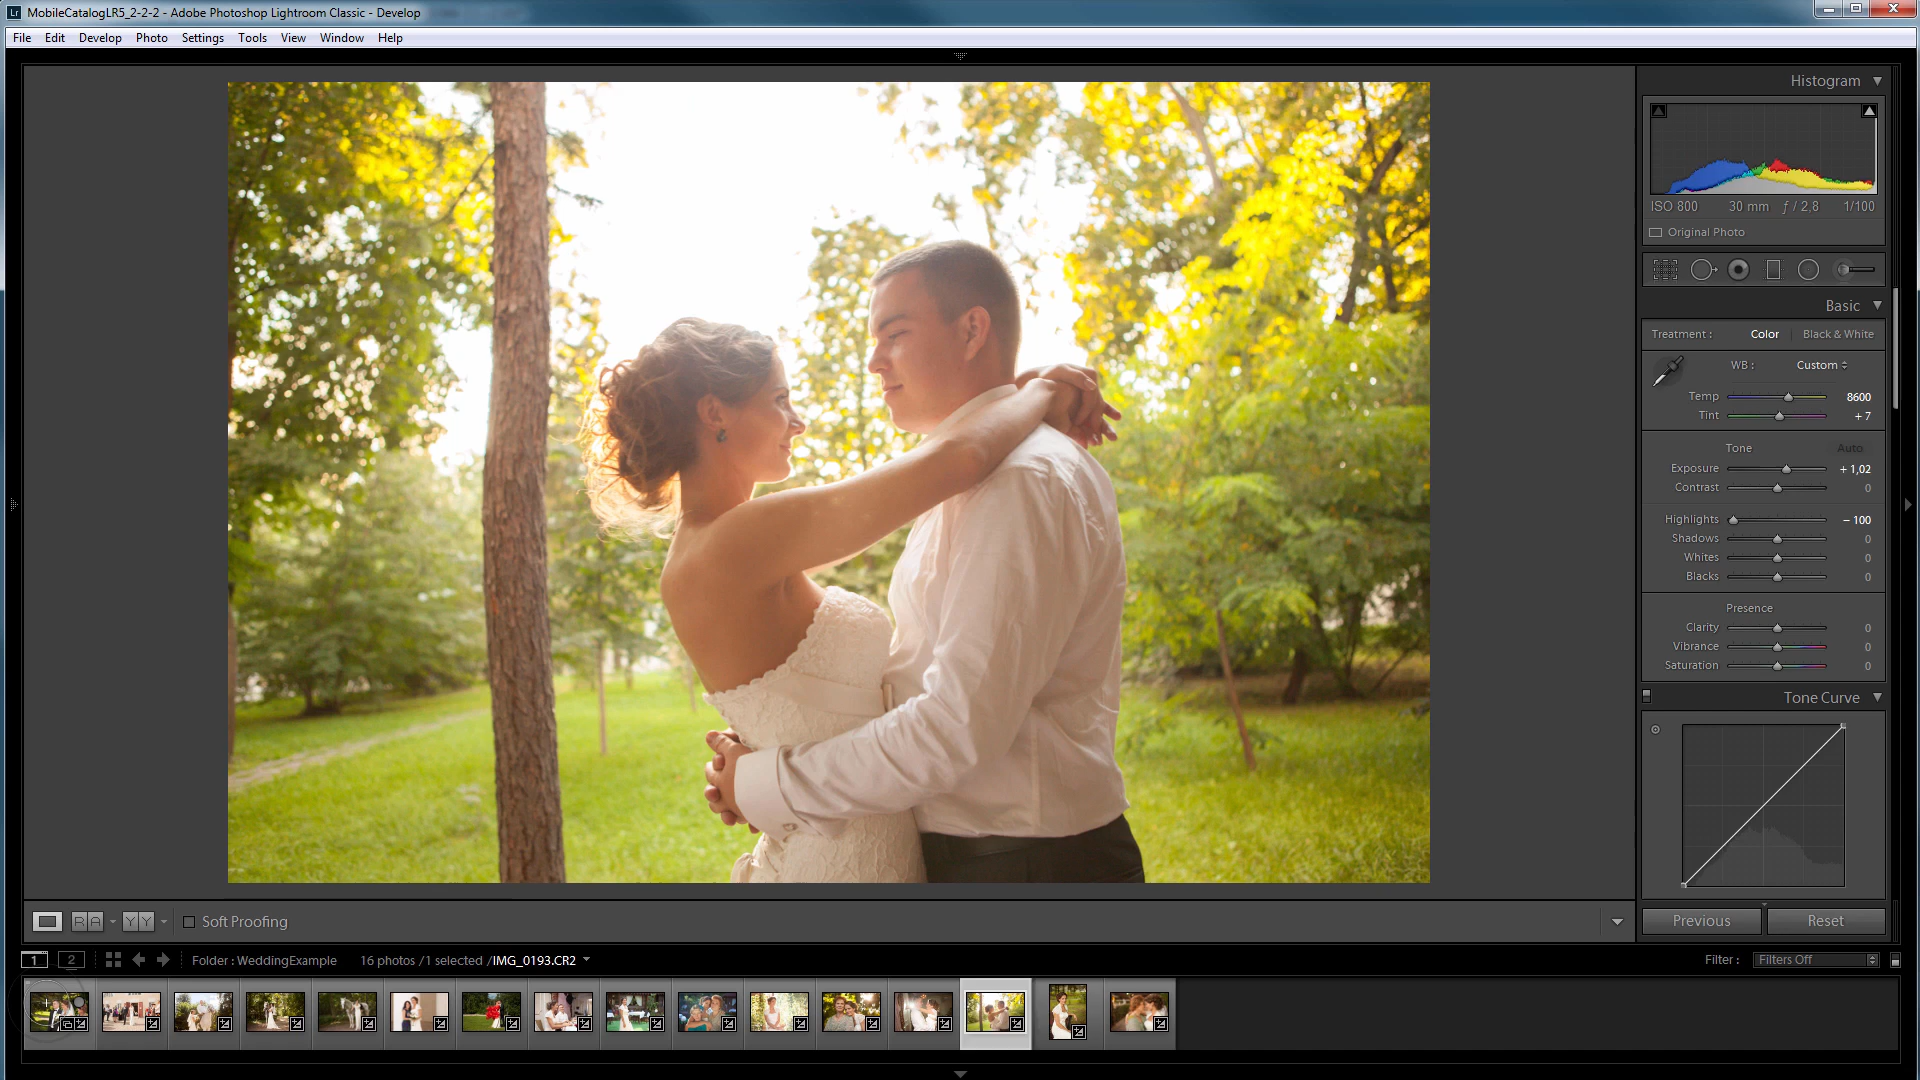 Lr MobileCatalogLR5_2-2-2 - Adobe Photoshop Lightroom Classic - Develop
File Edit Develop Photo Settings Tools View Window Help
Histogram
ISO 800 30 mm ƒ / 2,8 1/100
Original Photo
Basic
Treatment : Color Black & White
WB : Custom
Temp 8600
Tint + 7
Tone Auto
Exposure + 1,02
Contrast 0
Highlights – 100
Shadows 0
Whites 0
Blacks 0
Presence
Clarity 0
Vibrance 0
Saturation 0
Tone Curve
R A Y Y Soft Proofing
Previous Reset
1 2 Folder : WeddingExample 16 photos /1 selected /IMG_0193.CR2 Filter : Filters Off